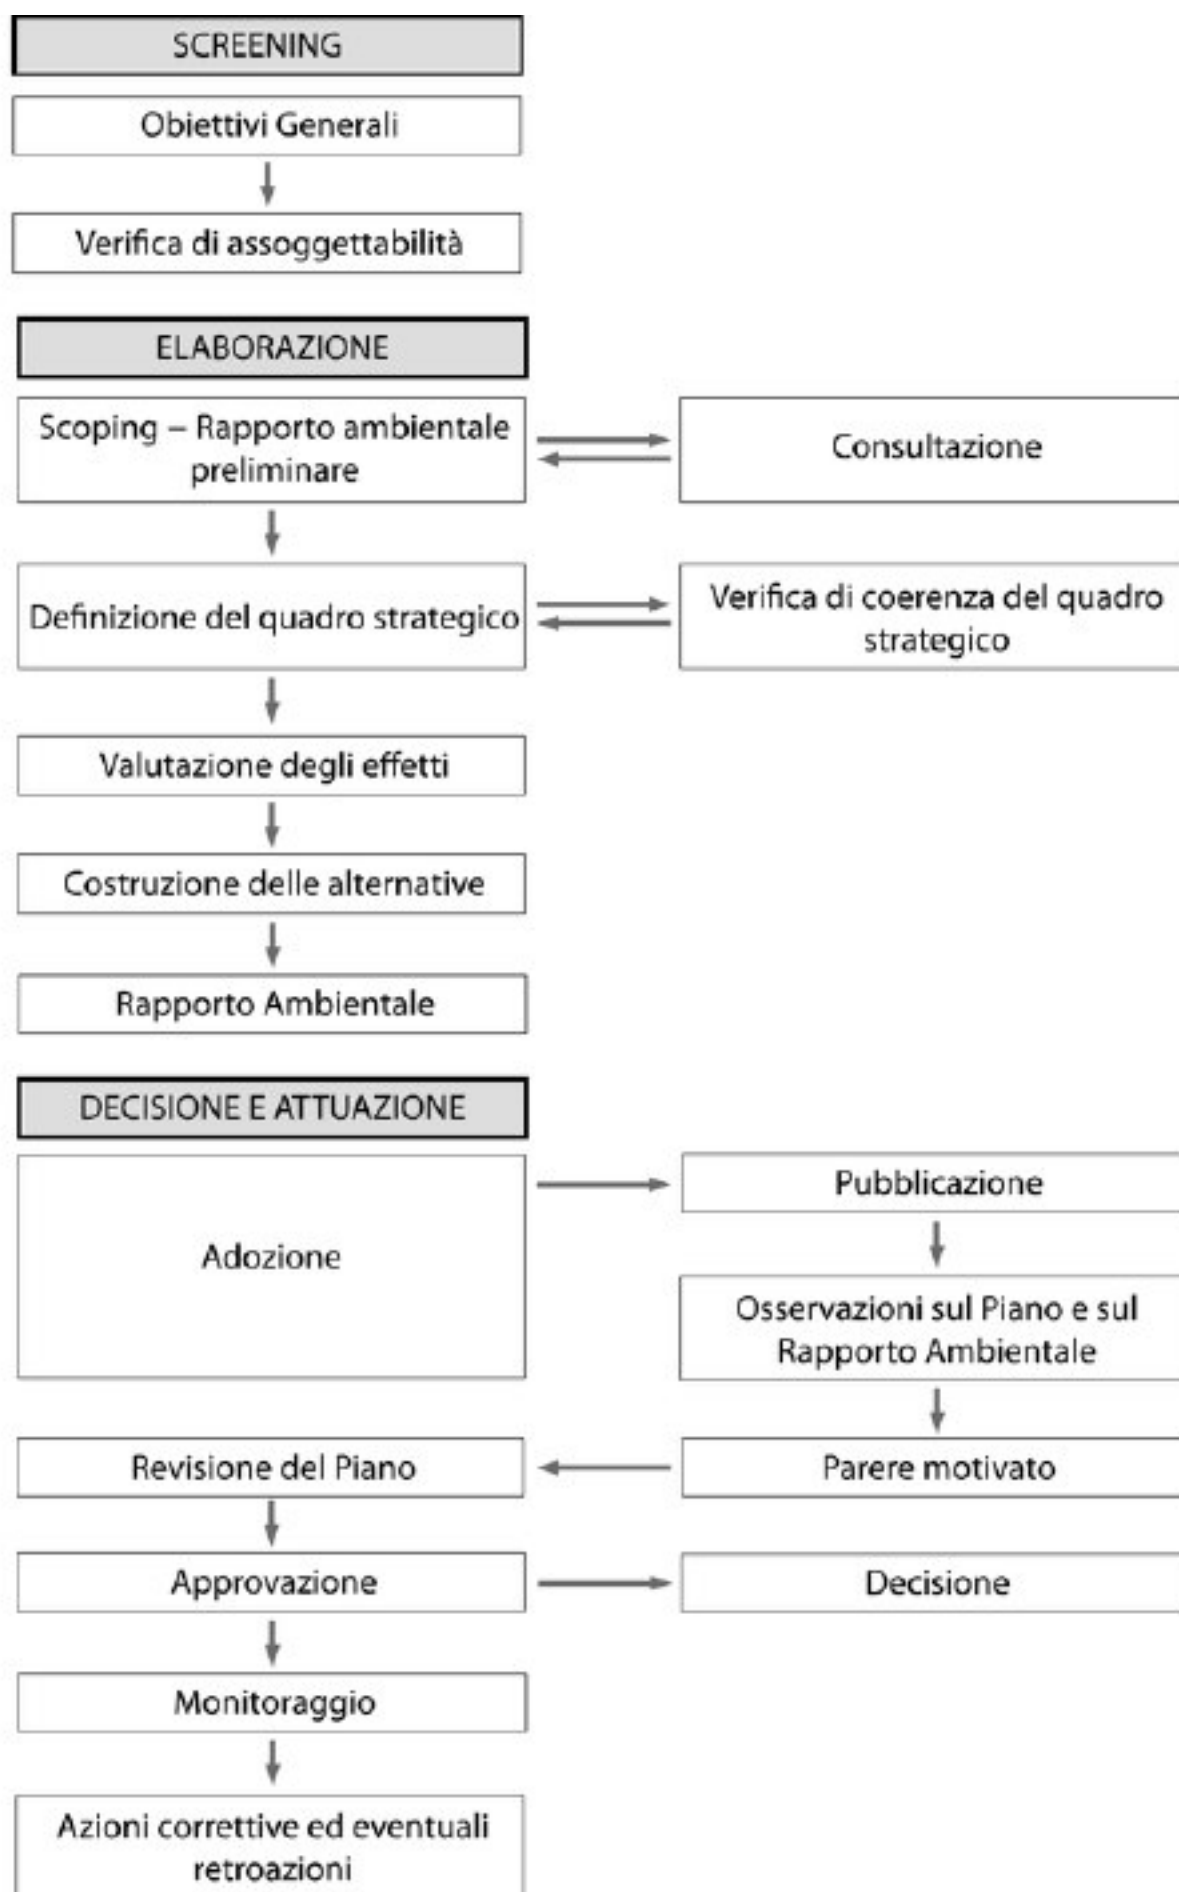 SCREENING
Obiettivi Generali
Verifica di assoggettabilità
ELABORAZIONE
Scoping – Rapporto ambientale
preliminare
Consultazione
Definizione del quadro strategico
Verifica di coerenza del quadro
strategico
Valutazione degli effetti
Costruzione delle alternative
Rapporto Ambientale
DECISIONE E ATTUAZIONE
Adozione
Pubblicazione
Osservazioni sul Piano e sul
Rapporto Ambientale
Revisione del Piano
Parere motivato
Approvazione
Decisione
Monitoraggio
Azioni correttive ed eventuali
retroazioni